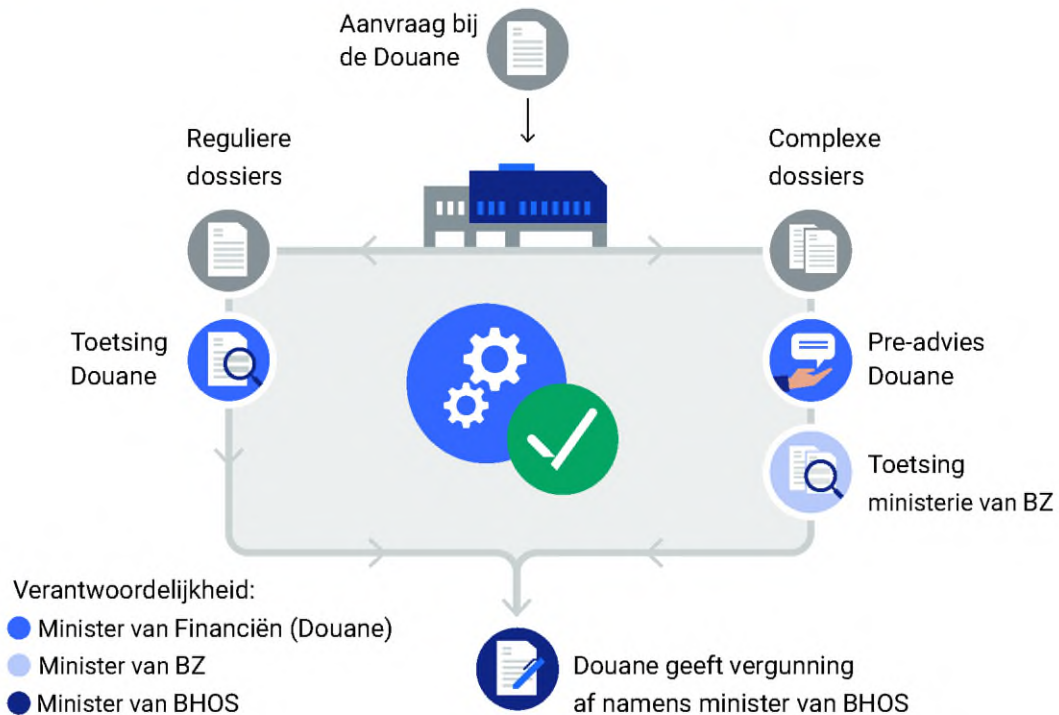 Aanvraag bij
de Douane
Reguliere
dossiers
Complexe
dossiers
Toetsing
Douane
Pre-advies
Douane
Toetsing
ministerie van BZ
Verantwoordelijkheid:
Minister van Financiën (Douane)
Minister van BZ
Minister van BHOS
Douane geeft vergunning
af namens minister van BHOS